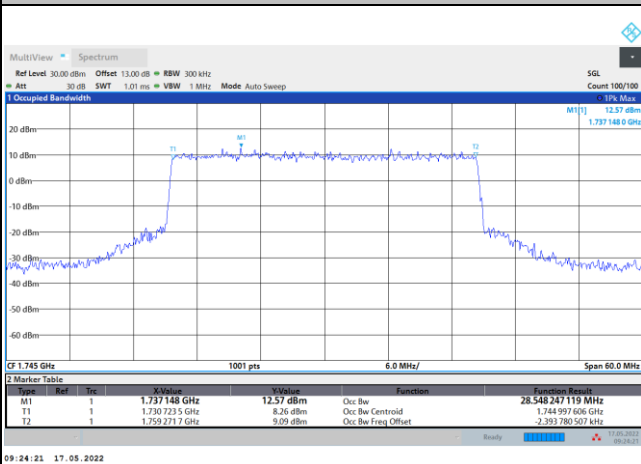 MultiView Spectrum
Ref Level 30.00 dBm Offset 13.00 dB RBW 300 kHz SGL
Att 30 dB SWT 1.01 ms VBW 1 MHz Mode Auto Sweep Count 100/100
1 Occupied Bandwidth 1Pk Max
M1[1] 12.57 dBm
1.737 148 0 GHz
20 dBm
M1
T1 T2
10 dBm
0 dBm
-10 dBm
-20 dBm
-30 dBm
-40 dBm
-50 dBm
-60 dBm
CF 1.745 GHz 1001 pts 6.0 MHz/ Span 60.0 MHz
2 Marker Table
Type Ref Trc X-Value Y-Value Function Function Result
M1 1 1.737 148 GHz 12.57 dBm Occ Bw 28.548 247 119 MHz
T1 1 1.730 723 5 GHz 8.26 dBm Occ Bw Centroid 1.744 997 606 GHz
T2 1 1.759 271 7 GHz 9.09 dBm Occ Bw Freq Offset -2.393 780 507 kHz
Ready 17.05.2022
09:24:21
09:24:21 17.05.2022